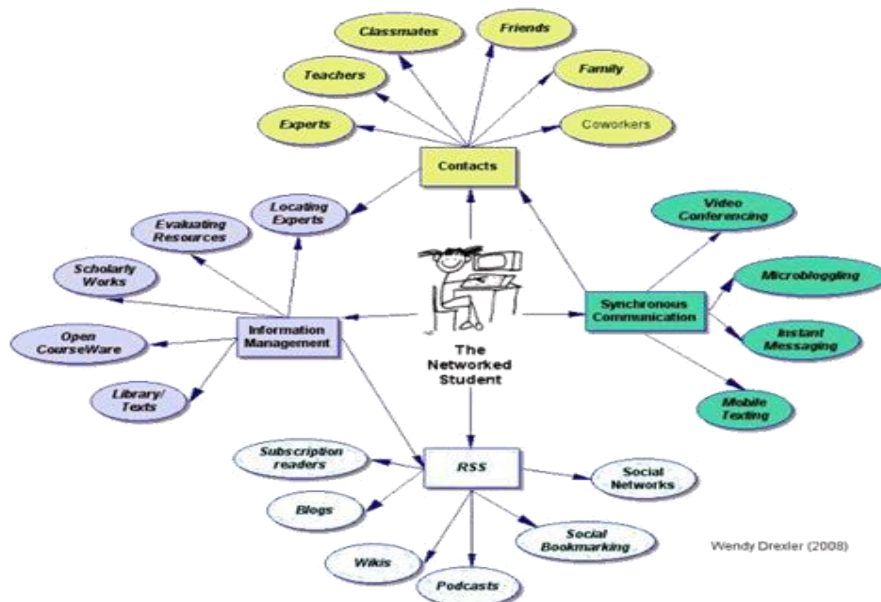 Classmates
Friends
Teachers
Family
Experts
Coworkers
Contacts
Locating
Experts
Evaluating
Resources
Scholarly
Works
Open
CourseWare
Library/
Texts
Information
Management
Video
Conferencing
Microbloggling
Synchronous
Communication
Instant
Messaging
Mobile
Texting
The
Networked
Student
RSS
Subscription
readers
Blogs
Wikis
Podcasts
Social
Bookmarking
Social
Networks
Wendy Drexler (2008)